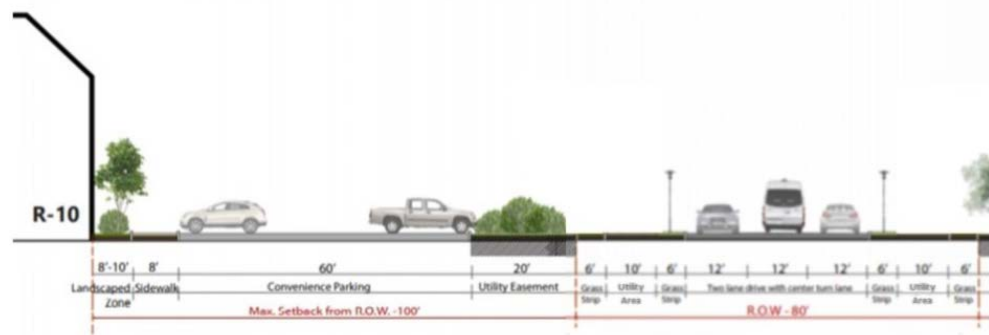 R-10
8'-10' 8' 60' 20' 6' 10' 6' 12' 12' 12' 6' 10' 6'
Landscaped Zone Sidewalk Convenience Parking Utility Easement Grass Strip Utility Area Grass Strip Two lane drive with center turn lane Grass Strip Utility Area Grass Strip
Max. Setback from R.O.W. -100' R.O.W - 80'